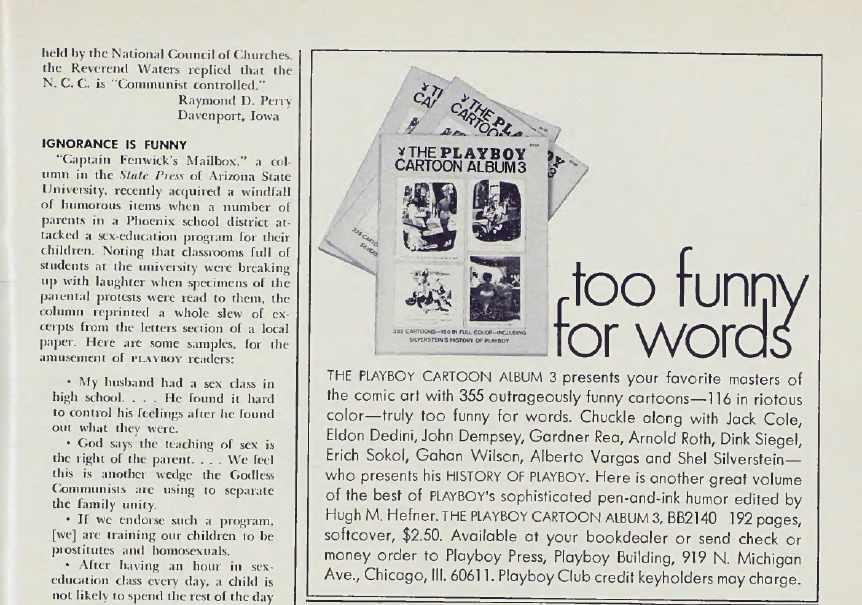 held by the National Council of Churches,
the Reverend Waters replied that the
N. C. C. is "Communist controlled."
Raymond D. Perry
Davenport, Iowa
IGNORANCE IS FUNNY
"Captain Fenwick's Mailbox," a col-
umn in the State Press of Arizona State
University, recently acquired a windfall
of humorous items when a number of
parents in a Phoenix school district at-
tacked a sex-education program for their
children. Noting that classrooms full of
students at the university were breaking
up with laughter when specimens of the
parental protests were read to them, the
column reprinted a whole slew of ex-
cerpts from the letters section of a local
paper. Here are some samples, for the
amusement of PLAYBOY readers:
• My husband had a sex class in
high school. . . . He found it hard
to control his feelings after he found
out what they were.
• God says the teaching of sex is
the right of the parent. . . . We feel
this is another wedge the Godless
Communists are using to separate
the family unity.
• If we endorse such a program,
[we] are training our children to be
prostitutes and homosexuals.
• After having an hour in sex-
education class every day, a child is
not likely to spend the rest of the day
THE
CA
THE PLAYBOY
CARTOO
THE PLAYBOY
CARTOON ALBUM 3
355 CARTOONS—116 IN FULL COLOR—INCLUDING
SILVERSTEIN'S HISTORY OF PLAYBOY
too funny
for words
THE PLAYBOY CARTOON ALBUM 3 presents your favorite masters of
the comic art with 355 outrageously funny cartoons—116 in riotous
color—truly too funny for words. Chuckle along with Jack Cole,
Eldon Dedini, John Dempsey, Gardner Rea, Arnold Roth, Dink Siegel,
Erich Sokol, Gahan Wilson, Alberto Vargas and Shel Silverstein—
who presents his HISTORY OF PLAYBOY. Here is another great volume
of the best of PLAYBOY's sophisticated pen-and-ink humor edited by
Hugh M. Hefner. THE PLAYBOY CARTOON ALBUM 3, BB2140 192 pages,
softcover, $2.50. Available at your bookdealer or send check or
money order to Playboy Press, Playboy Building, 919 N. Michigan
Ave., Chicago, Ill. 60611. Playboy Club credit keyholders may charge.